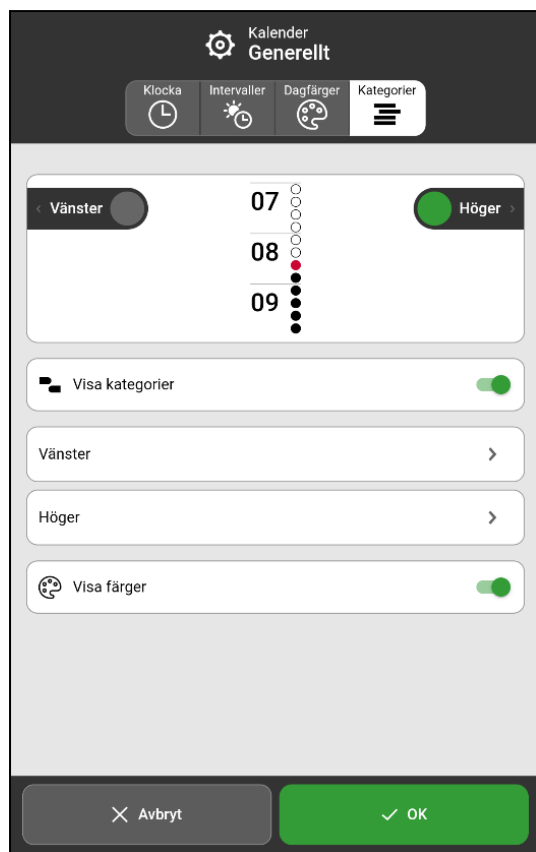 Kalender
Generellt
Klocka Intervaller Dagfärger Kategorier
Vänster 07 Höger
08
09
Visa kategorier
Vänster
Höger
Visa färger
Avbryt OK